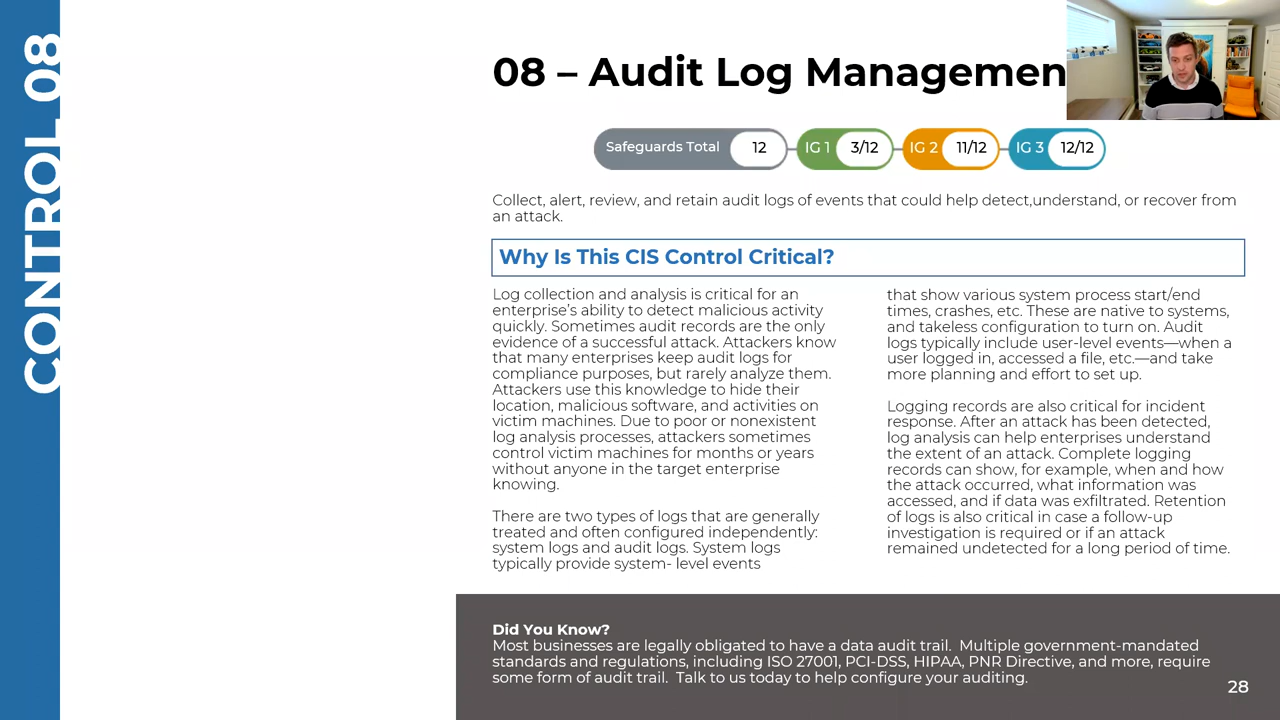 CONTROL 08
08 – Audit Log Managemen
Safeguards Total 12 IG 1 3/12 IG 2 11/12 IG 3 12/12
Collect, alert, review, and retain audit logs of events that could help detect,understand, or recover from
an attack.
Why Is This CIS Control Critical?
Log collection and analysis is critical for an
enterprise’s ability to detect malicious activity
quickly. Sometimes audit records are the only
evidence of a successful attack. Attackers know
that many enterprises keep audit logs for
compliance purposes, but rarely analyze them.
Attackers use this knowledge to hide their
location, malicious software, and activities on
victim machines. Due to poor or nonexistent
log analysis processes, attackers sometimes
control victim machines for months or years
without anyone in the target enterprise
knowing.
There are two types of logs that are generally
treated and often configured independently:
system logs and audit logs. System logs
typically provide system- level events
that show various system process start/end
times, crashes, etc. These are native to systems,
and takeless configuration to turn on. Audit
logs typically include user-level events—when a
user logged in, accessed a file, etc.—and take
more planning and effort to set up.
Logging records are also critical for incident
response. After an attack has been detected,
log analysis can help enterprises understand
the extent of an attack. Complete logging
records can show, for example, when and how
the attack occurred, what information was
accessed, and if data was exfiltrated. Retention
of logs is also critical in case a follow-up
investigation is required or if an attack
remained undetected for a long period of time.
Did You Know?
Most businesses are legally obligated to have a data audit trail. Multiple government-mandated
standards and regulations, including ISO 27001, PCI-DSS, HIPAA, PNR Directive, and more, require
some form of audit trail. Talk to us today to help configure your auditing.
28